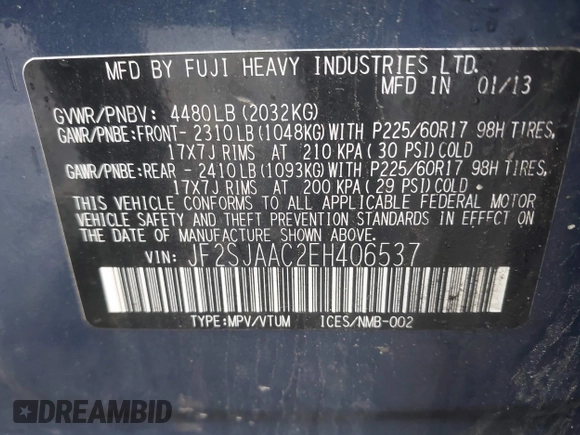 MFD BY FUJI HEAVY INDUSTRIES LTD.
MFD IN 01/13
GVWR/PNBV: 4480LB(2032KG)
GAWR/PNBE:FRONT- 2310LB(1048KG)WITH P225/60R17 98H TIRES,
17X7J RIMS AT 210 KPA(30 PSI)COLD
GAWR/PNBE:REAR - 2410LB(1093KG)WITH P225/60R17 98H TIRES,
17X7J RIMS AT 200 KPA(29 PSI)COLD
THIS VEHICLE CONFORMS TO ALL APPLICABLE FEDERAL MOTOR
VEHICLE SAFETY AND THEFT PREVENTION STANDARDS IN EFFFECT ON
THE DATE OF MANUFACTURE SHOWN ABOVE.
VIN: JF2SJAAC2EH406537
TYPE:MPV/VTUM ICES/NMB-002
DREAMBID